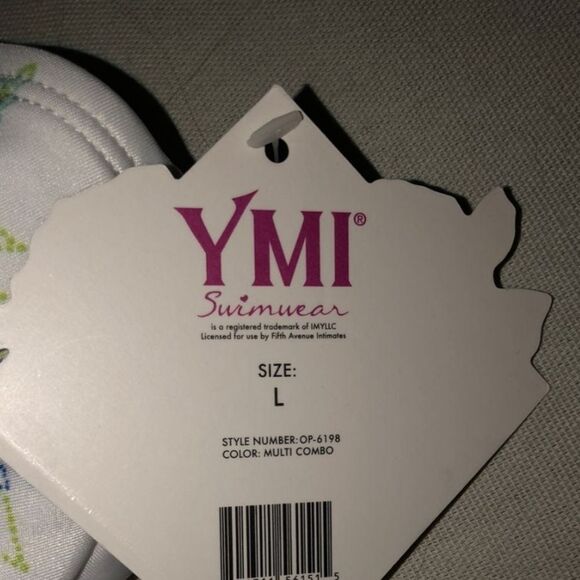 YMI®
Swimwear
is a registered trademark of IMYLLC
Licensed for use by Fifth Avenue Intimates
SIZE:
L
STYLE NUMBER: OP-6198
COLOR: MULTI COMBO